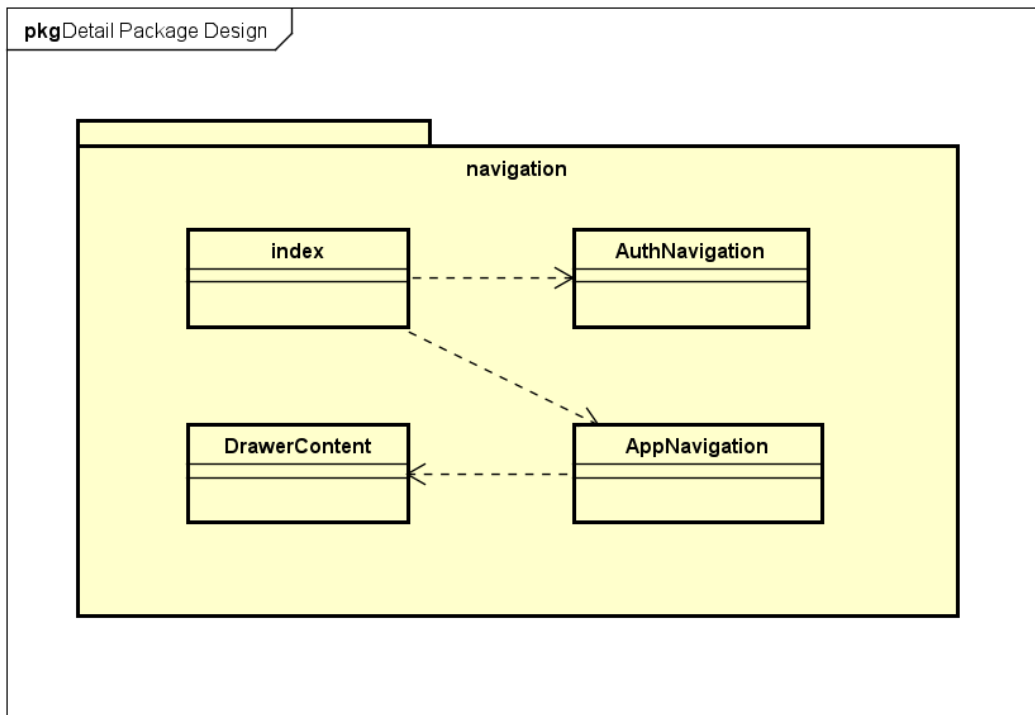 pkgDetail Package Design
navigation
index
AuthNavigation
DrawerContent
AppNavigation